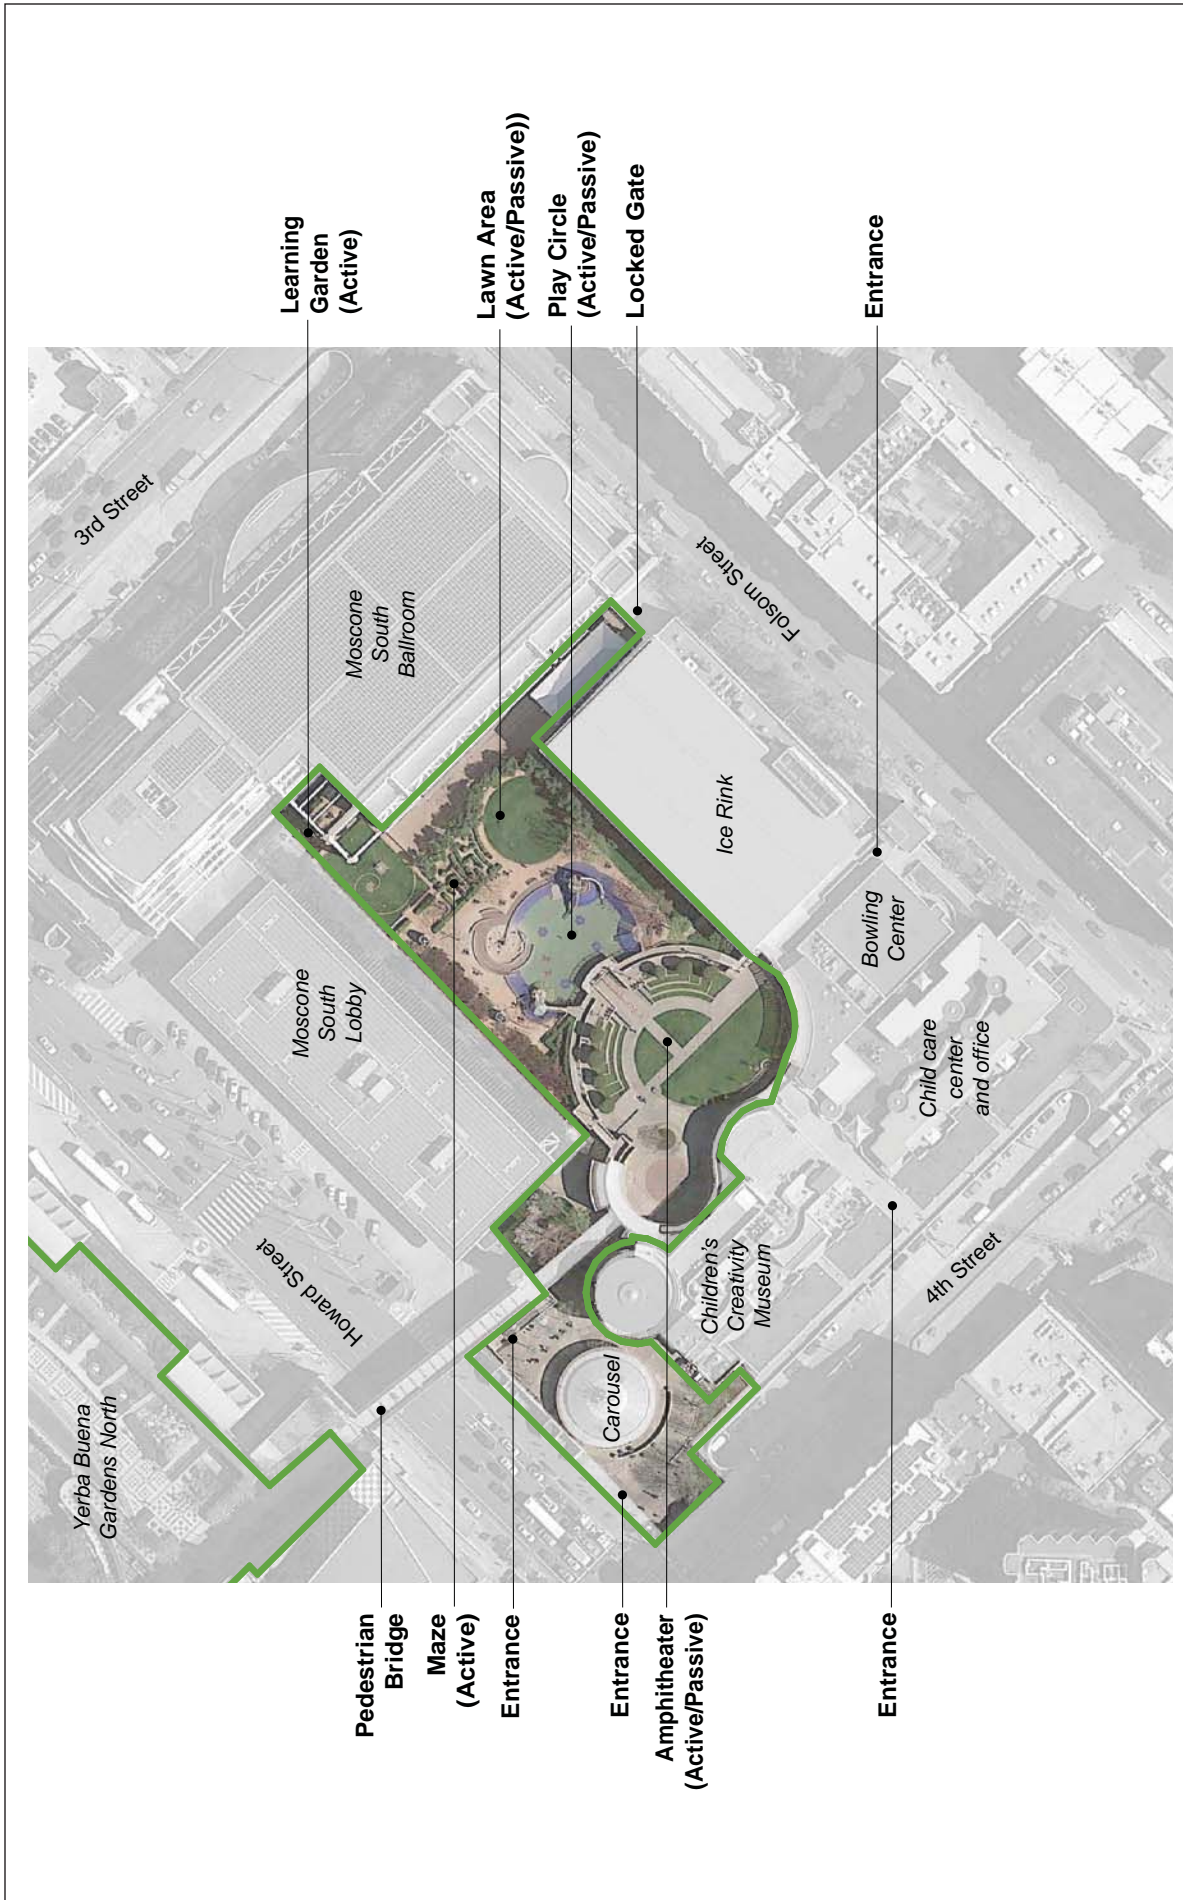 Learning
Garden
(Active)
Lawn Area
(Active/Passive))
Play Circle
(Active/Passive)
Locked Gate
Entrance
3rd Street
Moscone
South
Ballroom
Folsom Street
Ice Rink
Bowling
Center
Moscone
South
Lobby
Child care
center
and office
Howard Street
Children's
Creativity
Museum
4th Street
Carousel
Yerba Buena
Gardens North
Pedestrian
Bridge
Maze
(Active)
Entrance
Entrance
Amphitheater
(Active/Passive)
Entrance